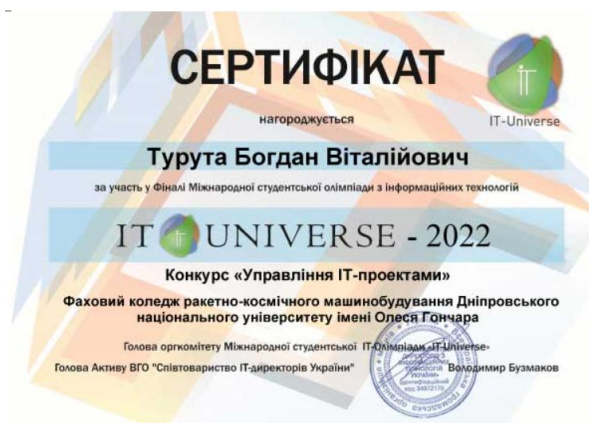 СЕРТИФІКАТ
IT-Universe
нагороджується
Турута Богдан Віталійович
за участь у Фіналі Міжнародної студентської олімпіади з інформаційних технологій
IT UNIVERSE - 2022
Конкурс «Управління ІТ-проектами»
Фаховий коледж ракетно-космічного машинобудування Дніпровського
національного університету імені Олеся Гончара
Голова оргкомітету Міжнародної студентської ІТ-Олімпіади «IT-Universe»
Голова Активу ВГО "Співтовариство ІТ-директорів України" Володимир Бузмаков